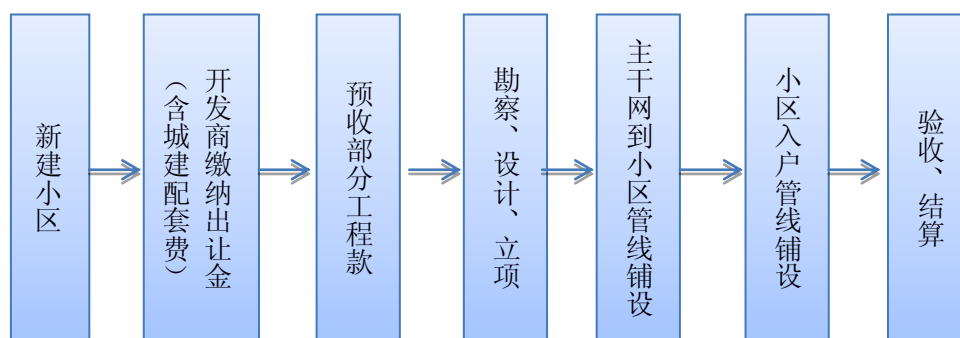 新建小区
开发商缴纳出让金
（含城建配套费）
预收部分工程款
勘察、设计、立项
主干网到小区管线铺设
小区入户管线铺设
验收、结算